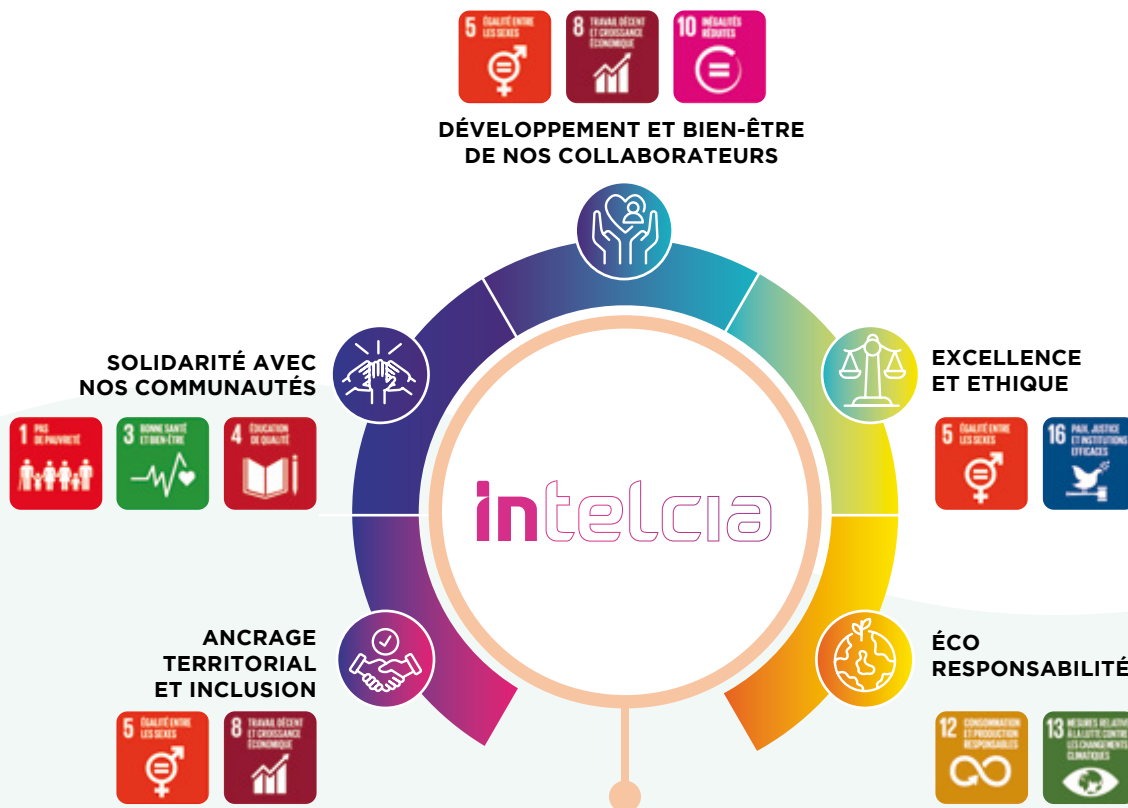 5 ÉGALITÉ ENTRE
LES SEXES
8 TRAVAIL DÉCENT
ET CROISSANCE
ÉCONOMIQUE
10 INÉGALITÉS
RÉDUITES
DÉVELOPPEMENT ET BIEN-ÊTRE
DE NOS COLLABORATEURS
SOLIDARITÉ AVEC
NOS COMMUNAUTÉS
1 PAS
DE PAUVRETÉ
3 BONNE SANTÉ
ET BIEN-ÊTRE
4 ÉDUCATION
DE QUALITÉ
EXCELLENCE
ET ETHIQUE
5 ÉGALITÉ ENTRE
LES SEXES
16 PAIX, JUSTICE
ET INSTITUTIONS
EFFICACES
intelcia
ANCRAGE
TERRITORIAL
ET INCLUSION
5 ÉGALITÉ ENTRE
LES SEXES
8 TRAVAIL DÉCENT
ET CROISSANCE
ÉCONOMIQUE
ÉCO
RESPONSABILITÉ
12 CONSOMMATION
ET PRODUCTION
RESPONSABLES
13 MESURES RELATIVES
À LA LUTTE CONTRE
LES CHANGEMENTS
CLIMATIQUES